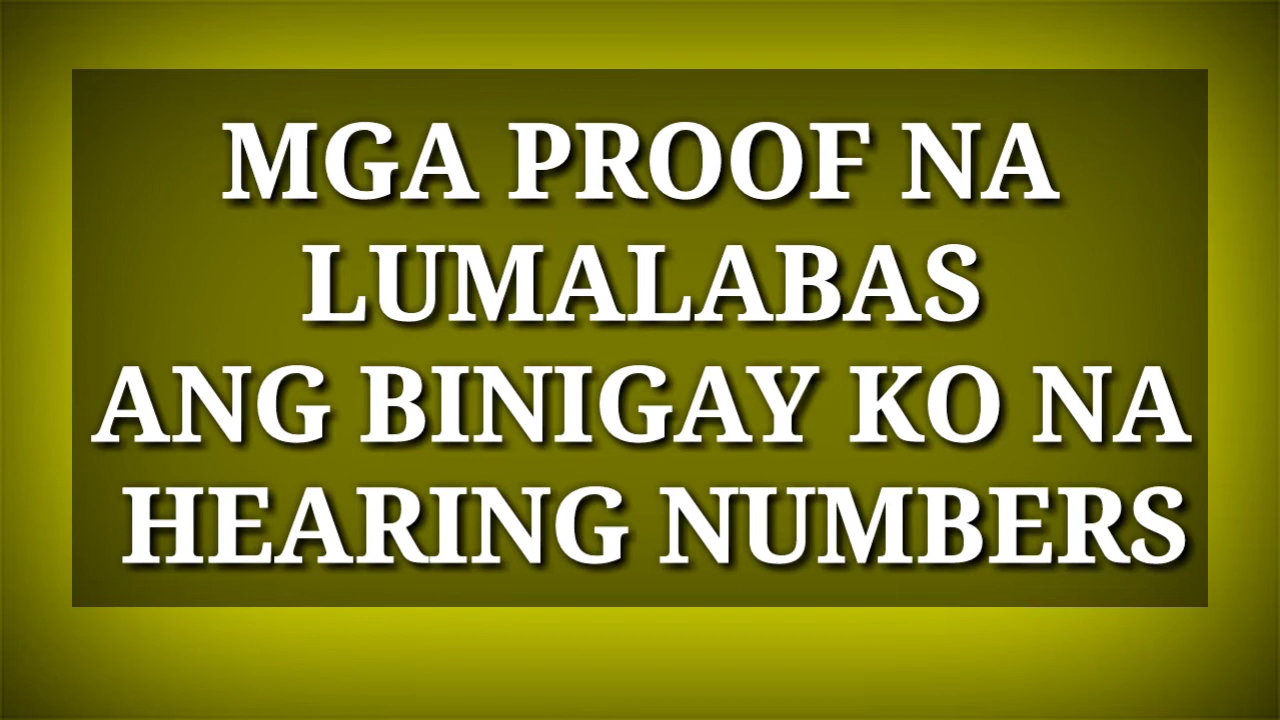 MGA PROOF NA
LUMALABAS
ANG BINIGAY KO NA
HEARING NUMBERS